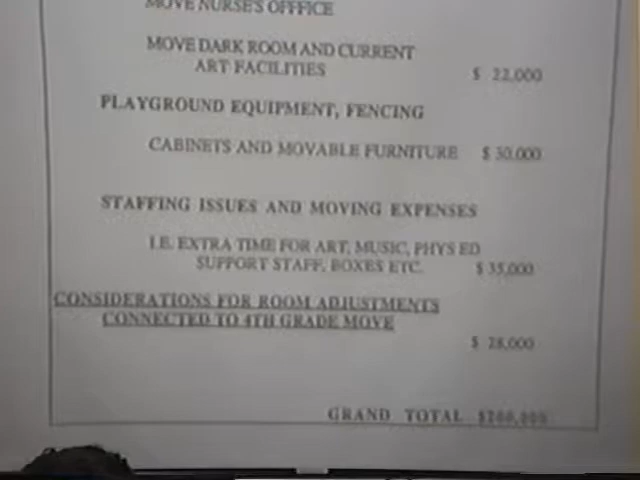 MOVE NURSE'S OFFFICE
MOVE DARK ROOM AND CURRENT
ART FACILITIES $ 22,000
PLAYGROUND EQUIPMENT, FENCING
CABINETS AND MOVABLE FURNITURE $ 30,000
STAFFING ISSUES AND MOVING EXPENSES
I.E. EXTRA TIME FOR ART, MUSIC, PHYS ED
SUPPORT STAFF, BOXES ETC. $ 35,000
CONSIDERATIONS FOR ROOM ADJUSTMENTS
CONNECTED TO 4TH GRADE MOVE
$ 28,000
GRAND TOTAL